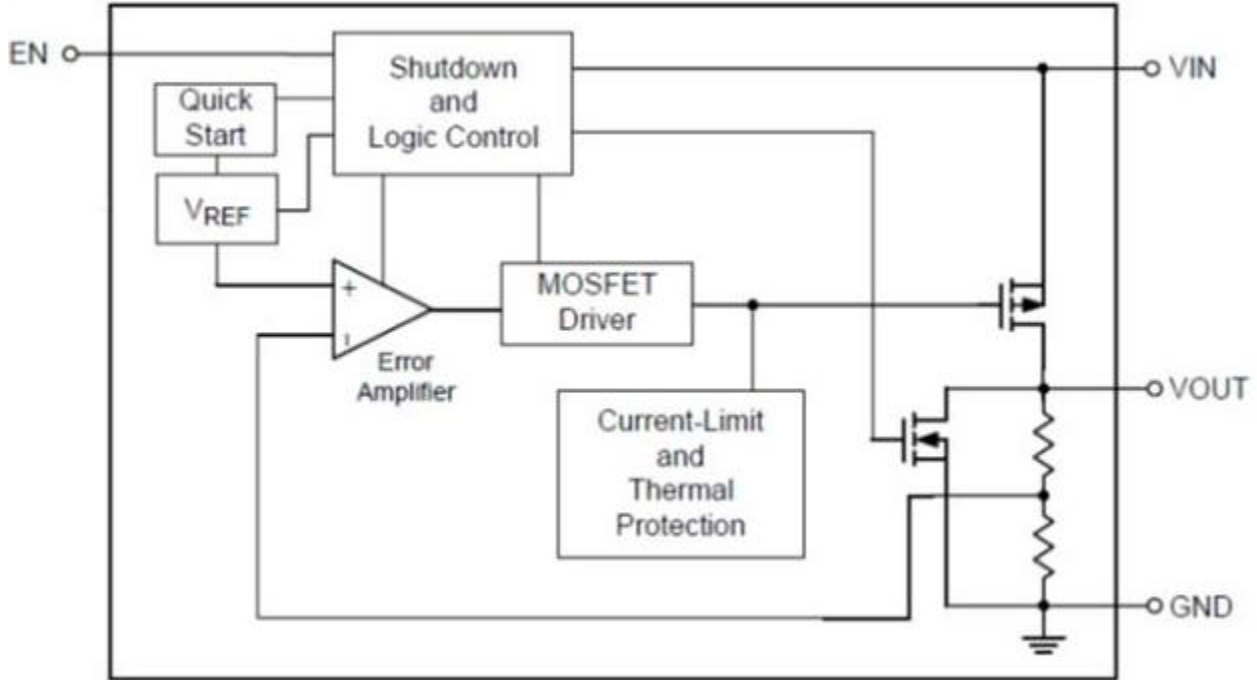 EN
Shutdown
and
Logic Control
VIN
Quick
Start
VREF
+
MOSFET
Driver
Error
Amplifier
VOUT
Current-Limit
and
Thermal
Protection
GND